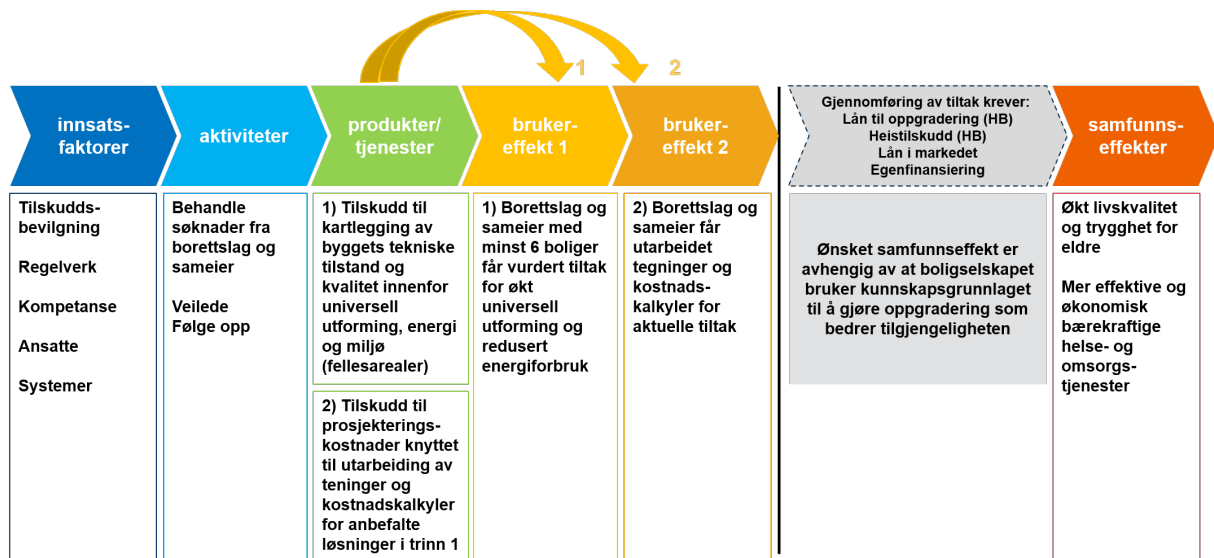 1
2
innsats-
faktorer
aktiviteter
produkter/
tjenester
bruker-
effekt 1
bruker-
effekt 2
Gjennomføring av tiltak krever:
Lån til oppgradering (HB)
Heistilskudd (HB)
Lån i markedet
Egenfinansiering
samfunns-
effekter
Tilskudds-
bevilgning
Regelverk
Kompetanse
Ansatte
Systemer
Behandle
søknader fra
borettslag og
sameier
Veilede
Følge opp
1) Tilskudd til
kartlegging av
byggets tekniske
tilstand og
kvalitet innenfor
universell
utforming, energi
og miljø
(fellesarealer)
2) Tilskudd til
prosjekterings-
kostnader knyttet
til utarbeiding av
teninger og
kostnadskalkyler
for anbefalte
løsninger i trinn 1
1) Borettslag og
sameier med
minst 6 boliger
får vurdert tiltak
for økt
universell
utforming og
redusert
energiforbruk
2) Borettslag og
sameier får
utarbeidet
tegninger og
kostnads-
kalkyler for
aktuelle tiltak
Ønsket samfunnseffekt er
avhengig av at boligselskapet
bruker kunnskapsgrunnlaget
til å gjøre oppgradering som
bedrer tilgjengeligheten
Økt livskvalitet
og trygghet for
eldre
Mer effektive og
økonomisk
bærekraftige
helse- og
omsorgs-
tjenester